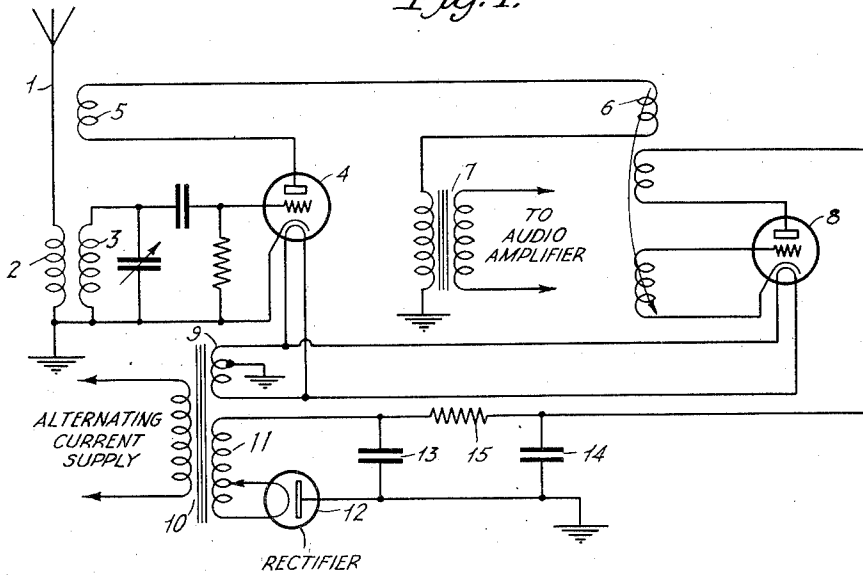 Fig. 1.
1
5
6
4
7
8
TO
AUDIO
AMPLIFIER
2
3
9
ALTERNATING
CURRENT
SUPPLY
11
13
15
14
10
12
RECTIFIER